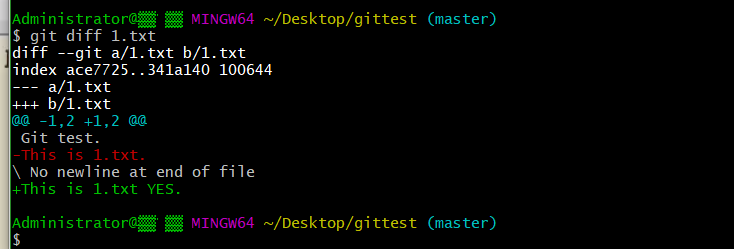 Administrator@ MINGW64 ~/Desktop/gittest (master)
$ git diff 1.txt
diff --git a/1.txt b/1.txt
index ace7725..341a140 100644
--- a/1.txt
+++ b/1.txt
@@ -1,2 +1,2 @@
 Git test.
-This is 1.txt.
\ No newline at end of file
+This is 1.txt YES.
Administrator@ MINGW64 ~/Desktop/gittest (master)
$